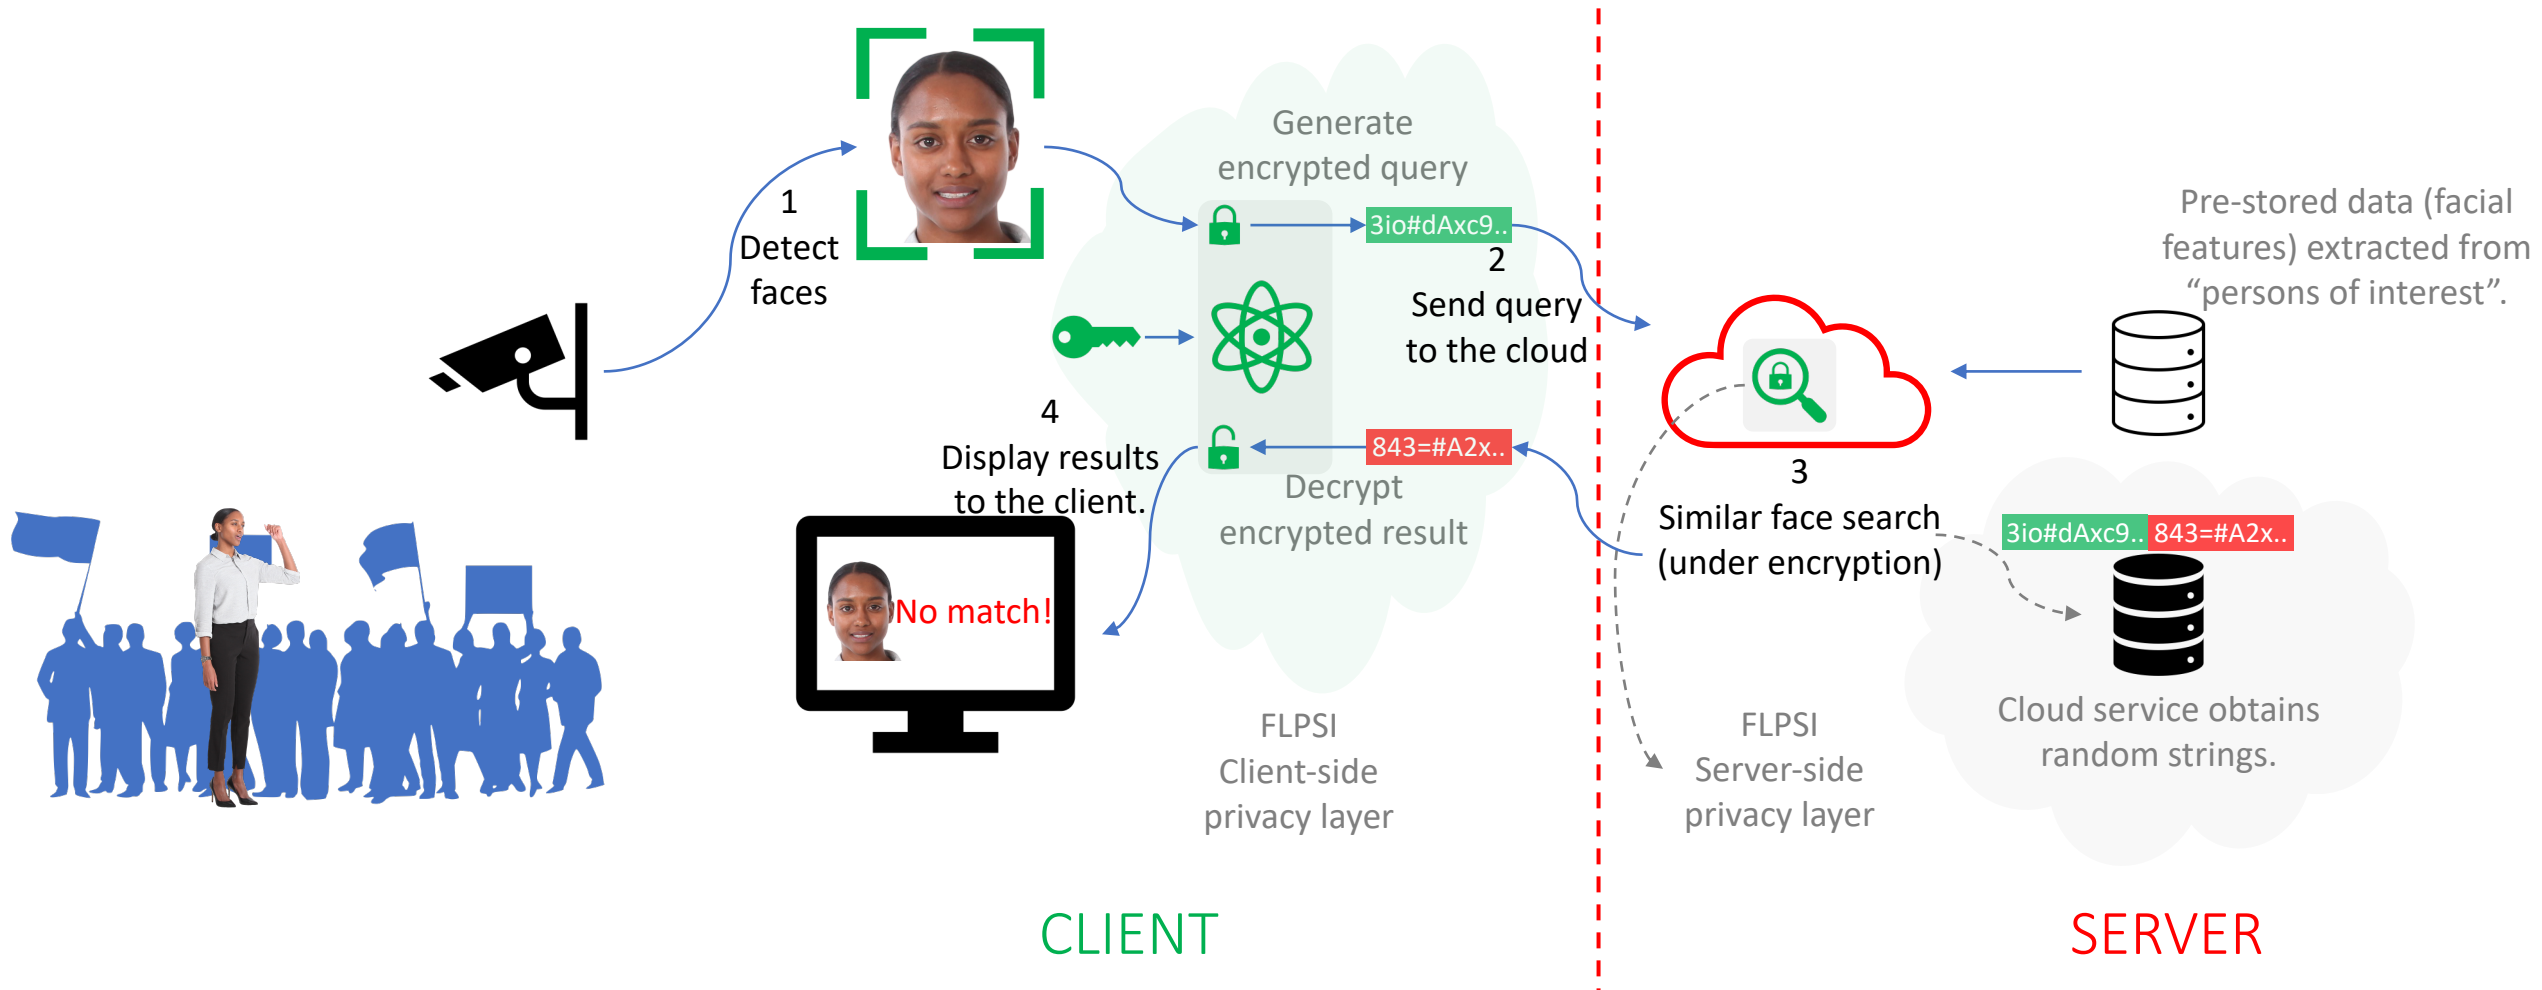 1
Detect
faces
Generate
encrypted query
3io#dAxc9..
2
Send query
to the cloud
Pre-stored data (facial
features) extracted from
“persons of interest”.
4
Display results
to the client.
843=#A2x..
Decrypt
encrypted result
No match!
3
Similar face search
(under encryption)
3io#dAxc9.. 843=#A2x..
Cloud service obtains
random strings.
FLPSI
Client-side
privacy layer
FLPSI
Server-side
privacy layer
CLIENT
SERVER